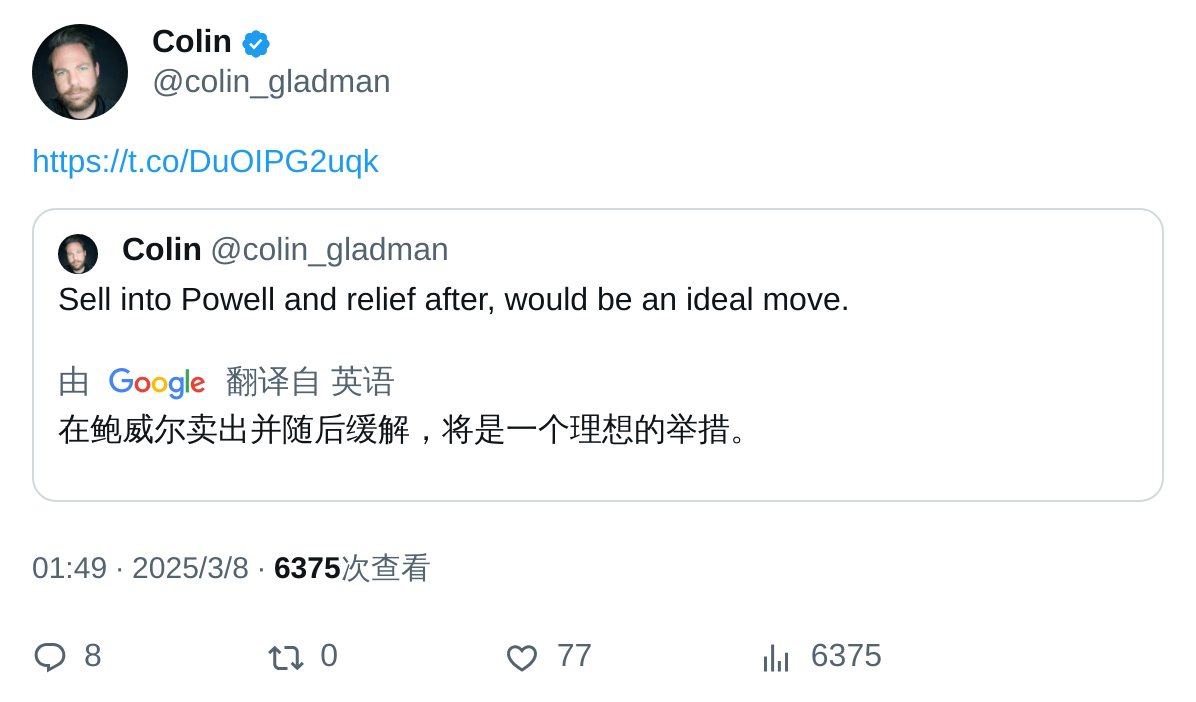 Colin
@colin_gladman
https://t.co/DuOIPG2uqk
Colin @colin_gladman
Sell into Powell and relief after, would be an ideal move.
由 Google 翻译自 英语
在鲍威尔卖出并随后缓解，将是一个理想的举措。
01:49 · 2025/3/8 · 6375次查看
8 0 77 6375